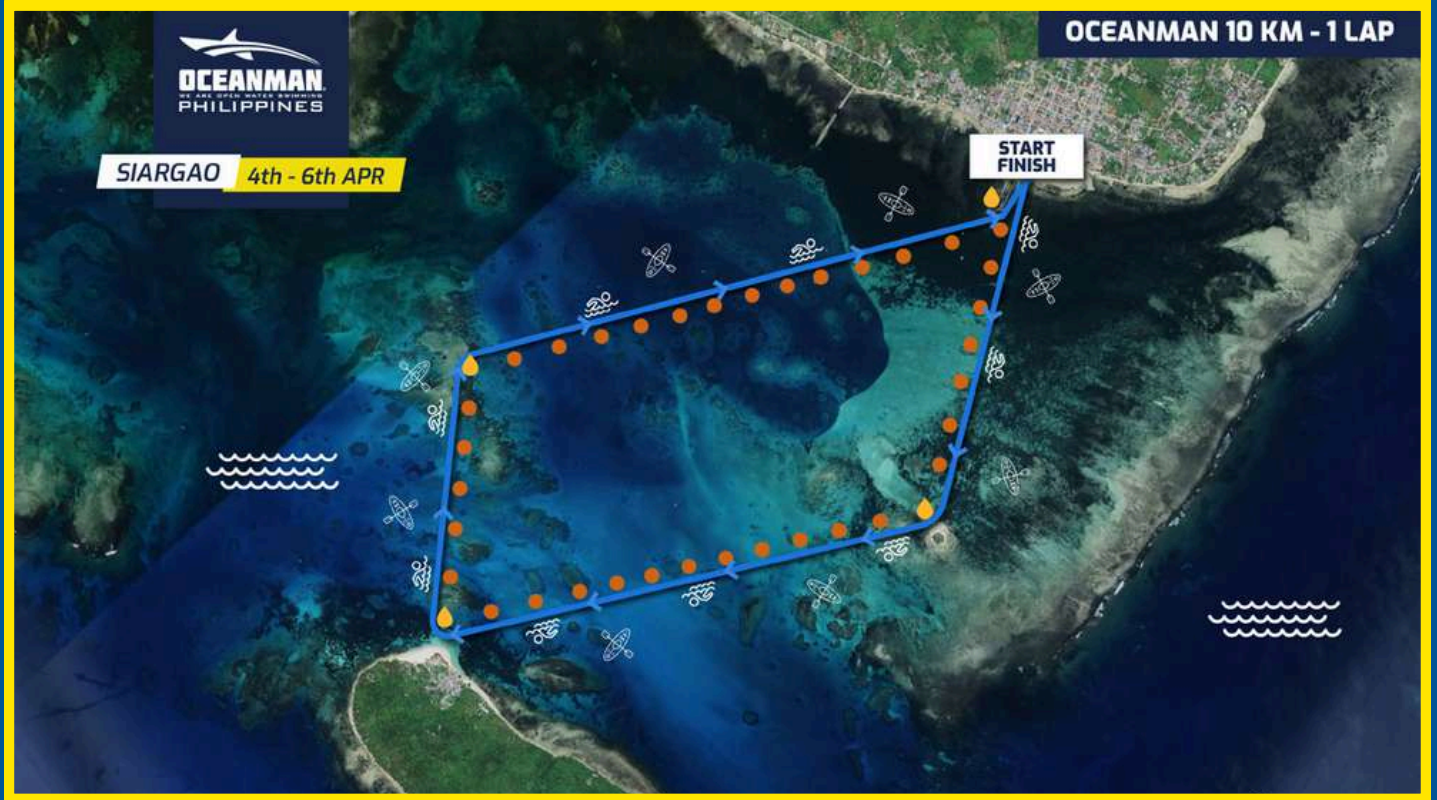 OCEANMAN 10 KM - 1 LAP
OCEANMAN
WE ARE OPEN WATER SWIMMING
PHILIPPINES
SIARGAO 4th - 6th APR
START
FINISH